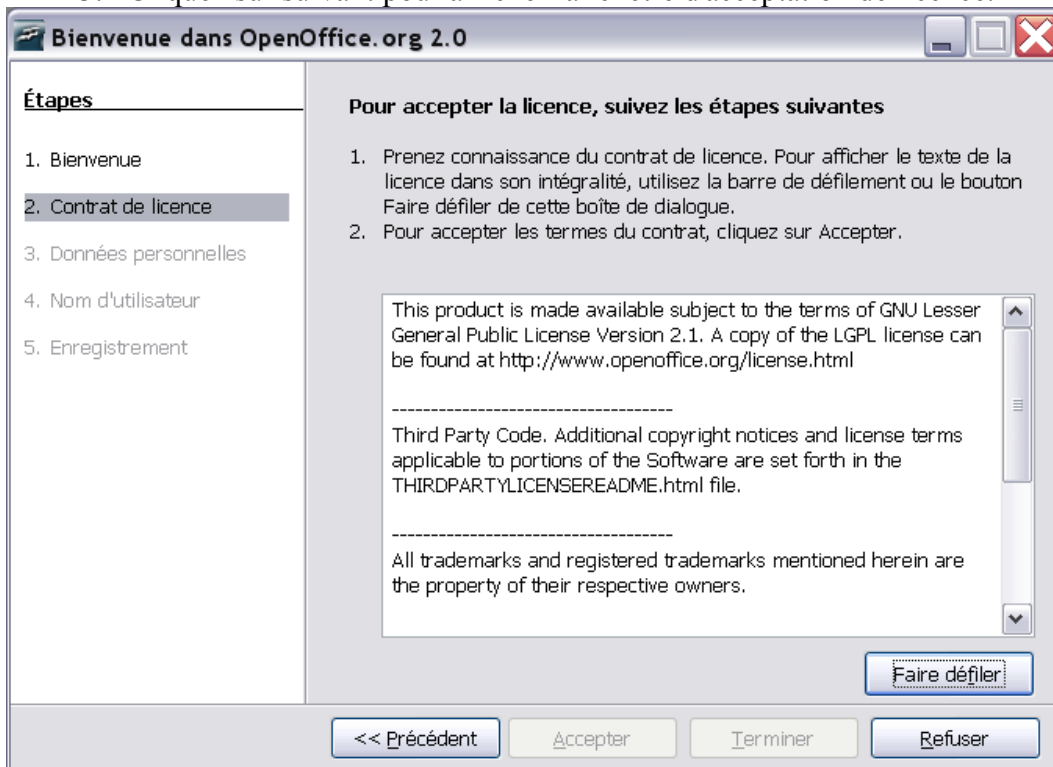 Bienvenue dans OpenOffice.org 2.0
Étapes
1. Bienvenue
2. Contrat de licence
3. Données personnelles
4. Nom d'utilisateur
5. Enregistrement
Pour accepter la licence, suivez les étapes suivantes
1. Prenez connaissance du contrat de licence. Pour afficher le texte de la
licence dans son intégralité, utilisez la barre de défilement ou le bouton
Faire défiler de cette boîte de dialogue.
2. Pour accepter les termes du contrat, cliquez sur Accepter.
This product is made available subject to the terms of GNU Lesser
General Public License Version 2.1. A copy of the LGPL license can
be found at http://www.openoffice.org/license.html
------------------------------------
Third Party Code. Additional copyright notices and license terms
applicable to portions of the Software are set forth in the
THIRDPARTYLICENSEREADME.html file.
------------------------------------
All trademarks and registered trademarks mentioned herein are
the property of their respective owners.
Faire défiler
<< Précédent
Accepter
Terminer
Refuser